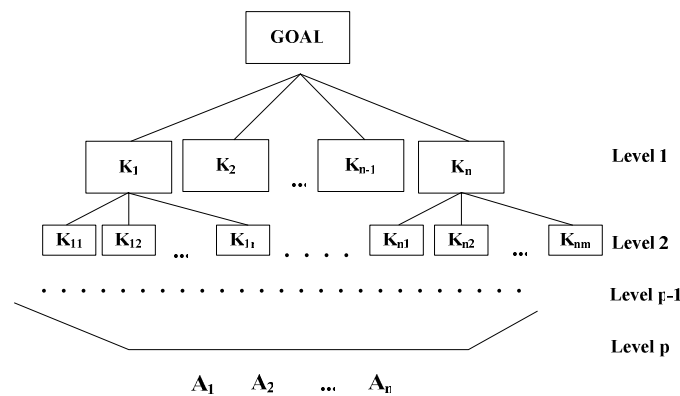 GOAL
K₁ K₂ ... Kₙ₋₁ Kₙ Level 1
K₁₁ K₁₂ ... K₁ₜ . . . . Kₙ₁ Kₙ₂ ... Kₙₘ Level 2
. . . . . . . . . . . . . . . . . . . . . . . . . Level p-1
Level p
A₁ A₂ ... Aₙ